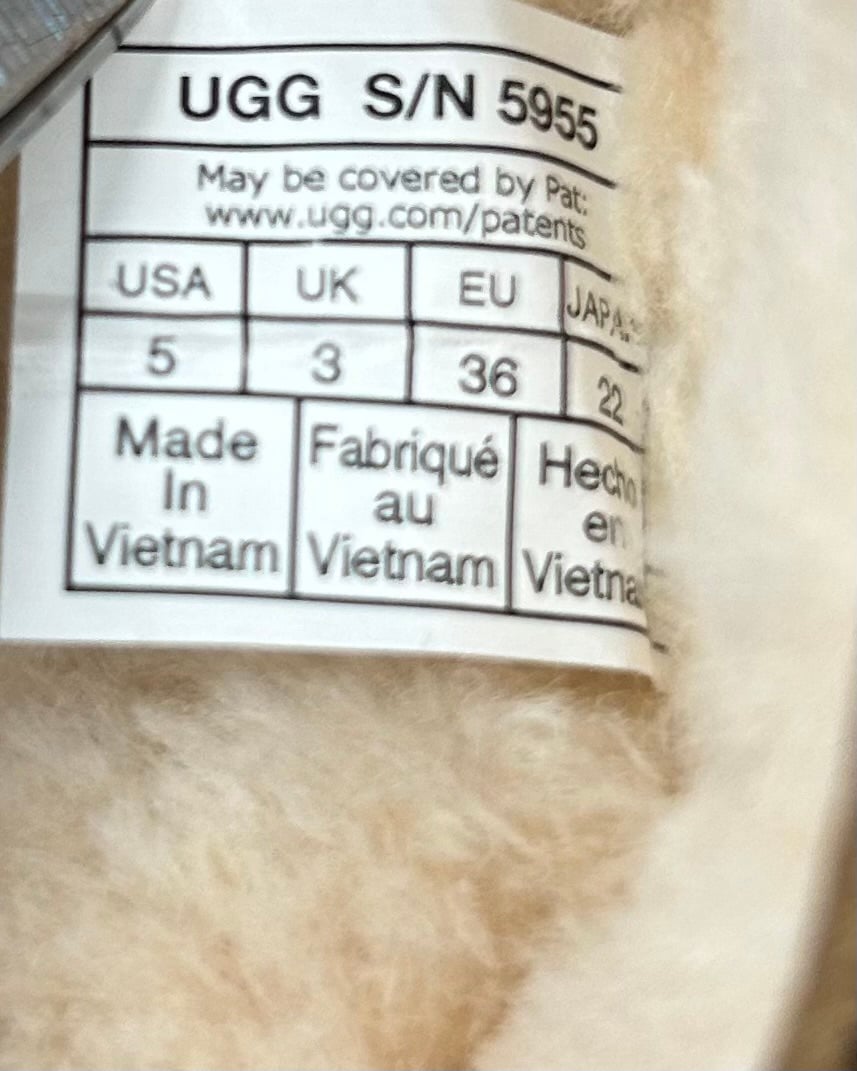 UGG S/N 5955
May be covered by Pat:
www.ugg.com/patents
USA UK EU
5 3 36 22
Made Fabriqué Hecho
In au en
Vietnam Vietnam